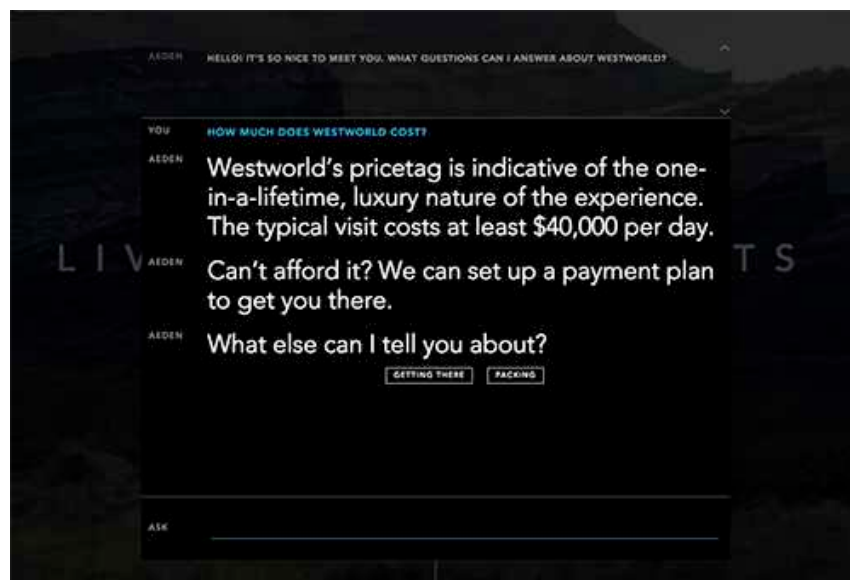 AEDEN HELLO! IT'S SO NICE TO MEET YOU. WHAT QUESTIONS CAN I ANSWER ABOUT WESTWORLD?
YOU HOW MUCH DOES WESTWORLD COST?
AEDEN Westworld's pricetag is indicative of the one-
in-a-lifetime, luxury nature of the experience.
The typical visit costs at least $40,000 per day.
AEDEN Can't afford it? We can set up a payment plan
to get you there.
AEDEN What else can I tell you about?
GETTING THERE PACKING
ASK